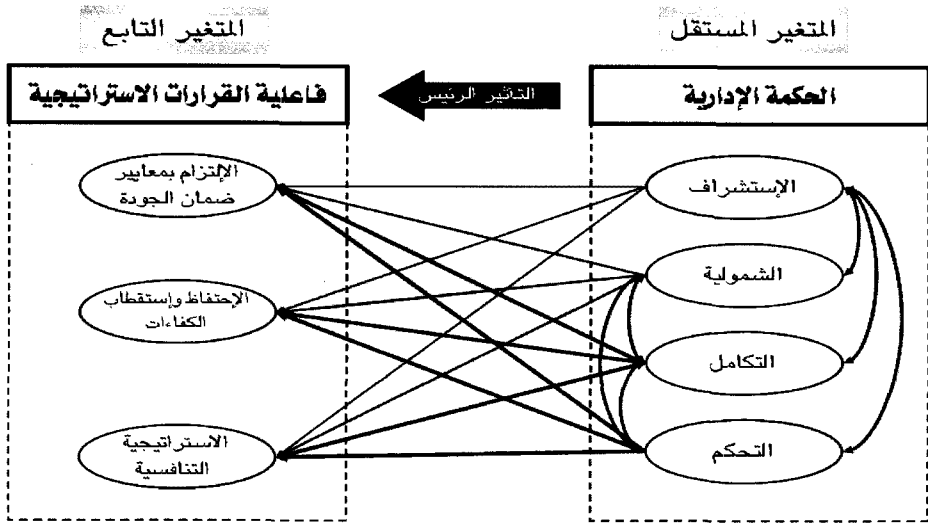 المتغير المستقل
المتغير التابع
الحكمة الإدارية
التأثير الرئيس
فاعلية القرارات الاستراتيجية
الإستشراف
الشمولية
التكامل
التحكم
الإلتزام بمعايير
ضمان الجودة
الإحتفاظ وإستقطاب
الكفاءات
الاستراتيجية
التنافسية